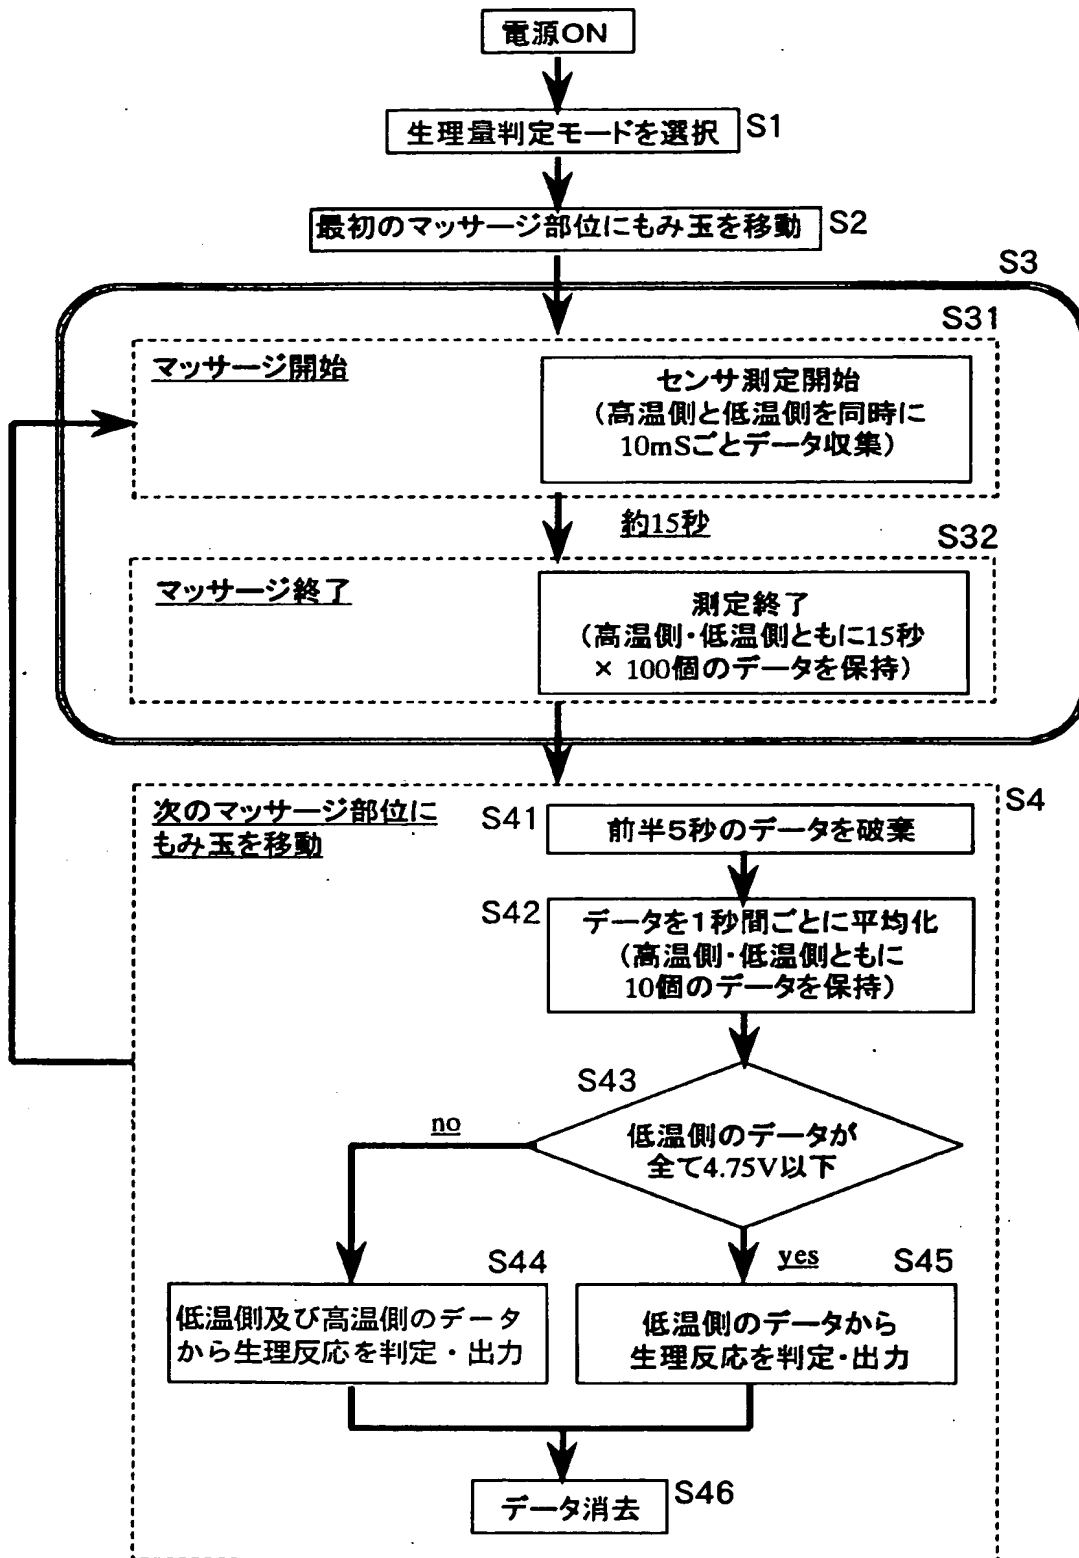 電源ON
生理量判定モードを選択
S1
最初のマッサージ部位にもみ玉を移動
S2
S3
S31
マッサージ開始
センサ測定開始
(高温側と低温側を同時に
10mSごとデータ収集)
約15秒
S32
マッサージ終了
測定終了
(高温側・低温側ともに15秒
× 100個のデータを保持)
S4
次のマッサージ部位に
もみ玉を移動
S41
前半5秒のデータを破棄
S42
データを1秒間ごとに平均化
(高温側・低温側ともに
10個のデータを保持)
S43
低温側のデータが
全て4.75V以下
no
yes
S44
低温側及び高温側のデータ
から生理反応を判定・出力
S45
低温側のデータから
生理反応を判定・出力
データ消去
S46